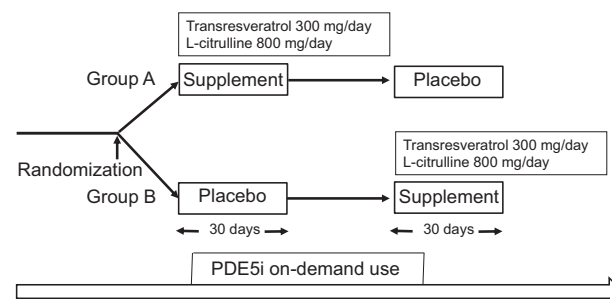 Transresveratrol 300 mg/day
L-citrulline 800 mg/day
Group A
Supplement
Placebo
Transresveratrol 300 mg/day
L-citrulline 800 mg/day
Randomization
Group B
Placebo
Supplement
30 days
30 days
PDE5i on-demand use